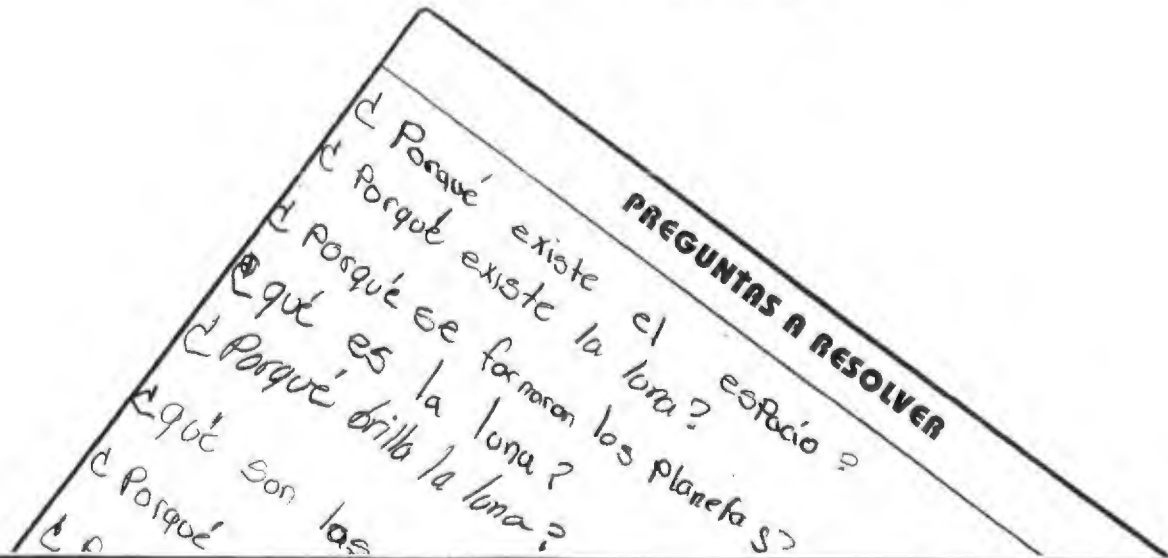 PREGUNTAS A RESOLVER
¿Porqué existe el espacio?
¿Porqué existe la luna?
¿Porqué se formaron los planetas?
¿qué es la luna?
¿Porqué brilla la luna?
¿qué son las
¿Porqué
¿P